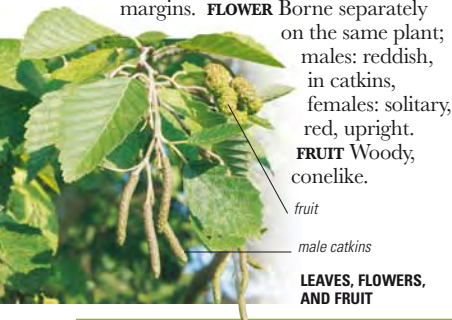 margins. FLOWER Borne separately
on the same plant;
males: reddish,
in catkins,
females: solitary,
red, upright.
FRUIT Woody,
conelike.
fruit
male catkins
LEAVES, FLOWERS,
AND FRUIT